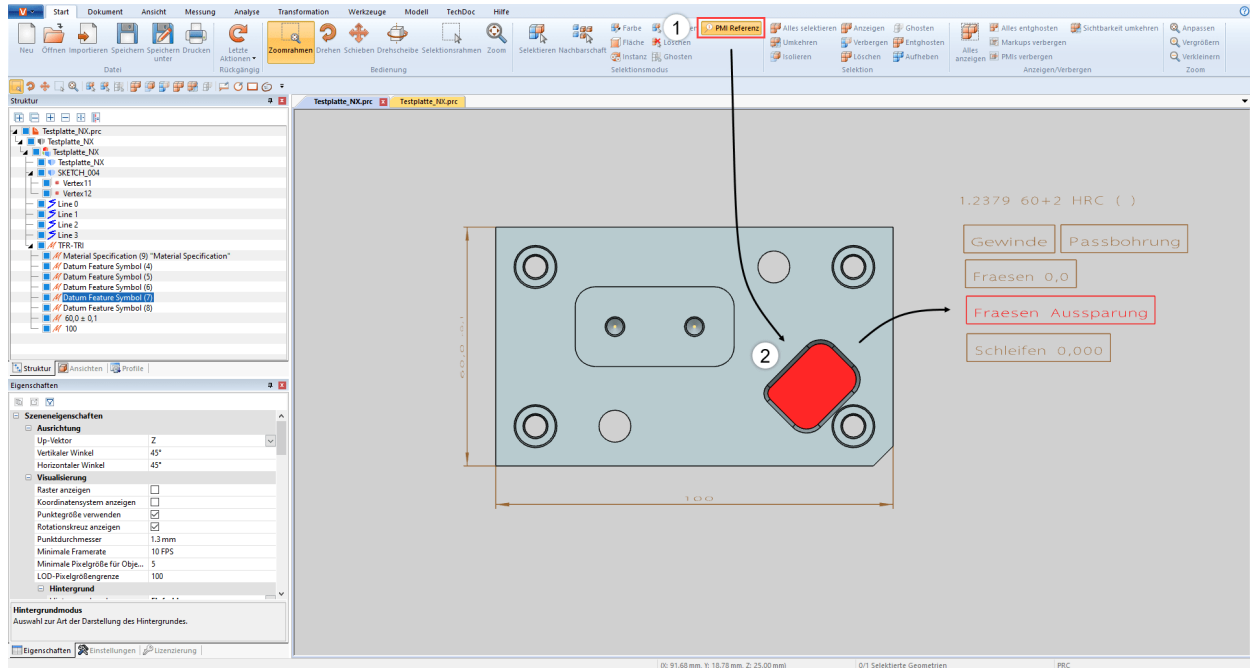 V
Start Dokument Ansicht Messung Analyse Transformation Werkzeuge Modell TechDoc Hilfe
Neu Öffnen Importieren Speichern Speichern unter Drucken
Datei
Letzte Aktionen
Rückgängig
Zoomrahmen Drehen Schieben Drehscheibe Selektionsrahmen Zoom
Bedienung
Selektieren Nachbarschaft
Farbe
Fläche Löschen
Instanz Ghosten
1
PMI Referenz
Selektionsmodus
Alles selektieren Anzeigen Ghosten
Umkehren Verbergen Entghosten
Isolieren Löschen Aufheben
Selektion
Alles anzeigen
Alles entghosten Sichtbarkeit umkehren
Markups verbergen
PMIs verbergen
Anzeigen/Verbergen
Anpassen
Vergrößern
Verkleinern
Zoom
Struktur
Testplatte_NX.prc
Testplatte_NX
Testplatte_NX
Testplatte_NX
SKETCH_004
Vertex11
Vertex12
Line 0
Line 1
Line 2
Line 3
TFR-TRI
Material Specification (9) "Material Specification"
Datum Feature Symbol (4)
Datum Feature Symbol (5)
Datum Feature Symbol (6)
Datum Feature Symbol (7)
Datum Feature Symbol (8)
60,0 ± 0,1
100
Struktur Ansichten Profile
Eigenschaften
Szeneneigenschaften
Ausrichtung
Up-Vektor Z
Vertikaler Winkel 45°
Horizontaler Winkel 45°
Visualisierung
Raster anzeigen
Koordinatensystem anzeigen
Punktegröße verwenden
Rotationskreuz anzeigen
Punktdurchmesser 1.3 mm
Minimale Framerate 10 FPS
Minimale Pixelgröße für Obje... 5
LOD-Pixelgrößengrenze 100
Hintergrund
Hintergrundmodus
Auswahl zur Art der Darstellung des Hintergrundes.
Eigenschaften Einstellungen Lizenzierung
Testplatte_NX.prc Testplatte_NX.prc
1.2379 60+2 HRC ( )
Gewinde Passbohrung
Fraesen 0,0
Fraesen Aussparung
Schleifen 0,000
2
100
(X: 91.68 mm, Y: 18.78 mm, Z: 25.00 mm) 0/1 Selektierte Geometrien PRC